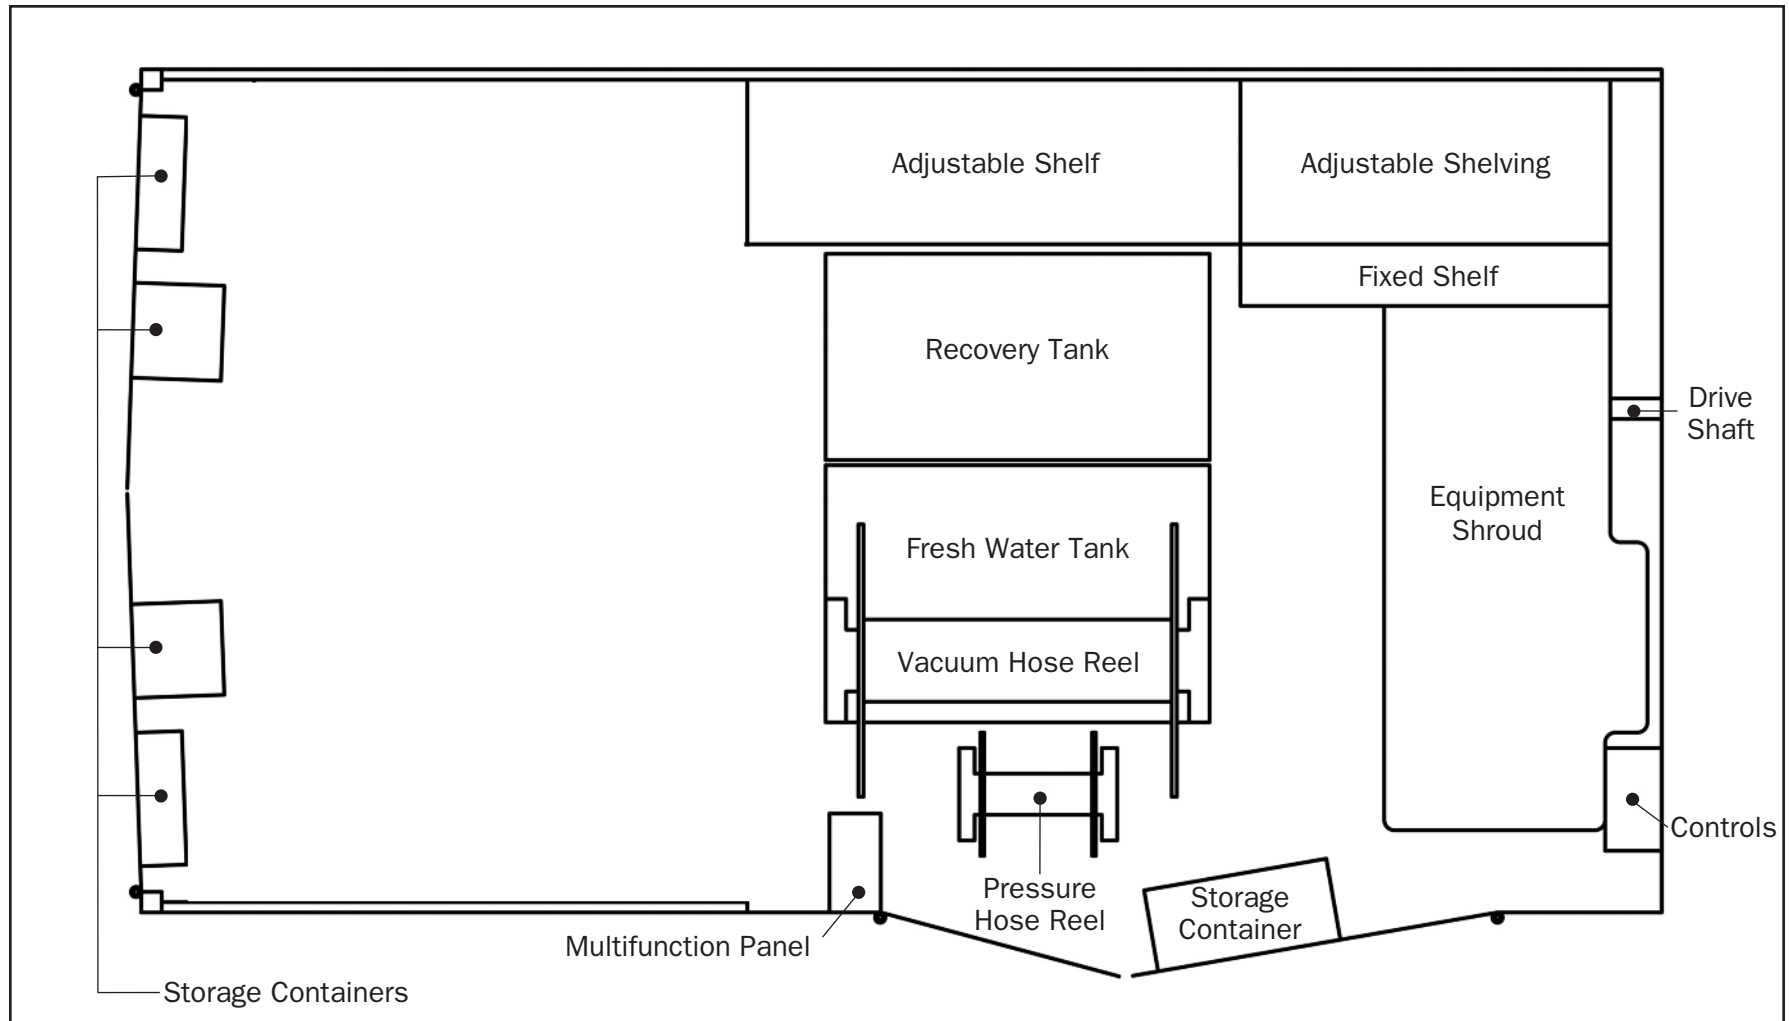 Adjustable Shelf
Adjustable Shelving
Fixed Shelf
Recovery Tank
Drive
Shaft
Equipment
Shroud
Fresh Water Tank
Vacuum Hose Reel
Controls
Pressure
Hose Reel
Storage
Container
Multifunction Panel
Storage Containers